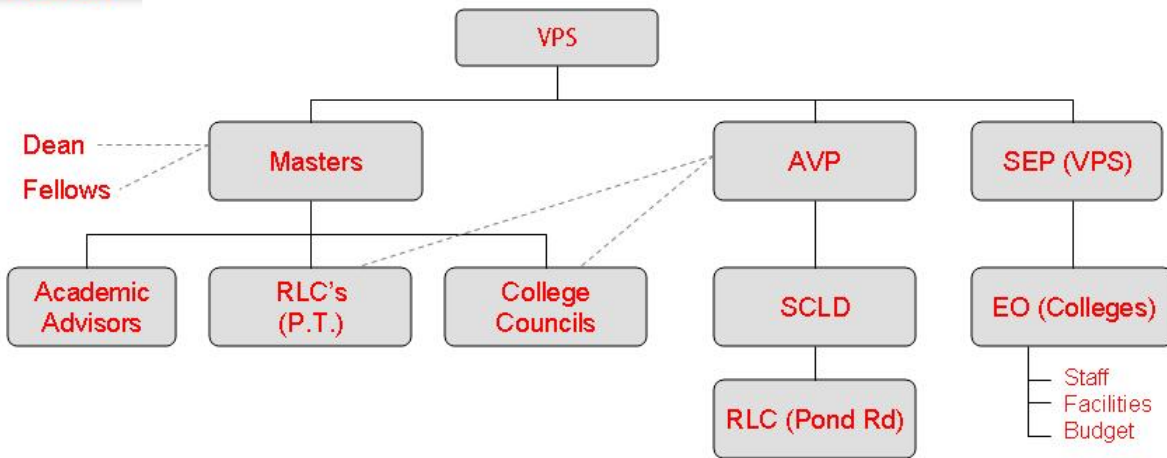 VPS
Dean
Fellows
Masters
AVP
SEP (VPS)
Academic
Advisors
RLC's
(P.T.)
College
Councils
SCLD
EO (Colleges)
RLC (Pond Rd)
Staff
Facilities
Budget